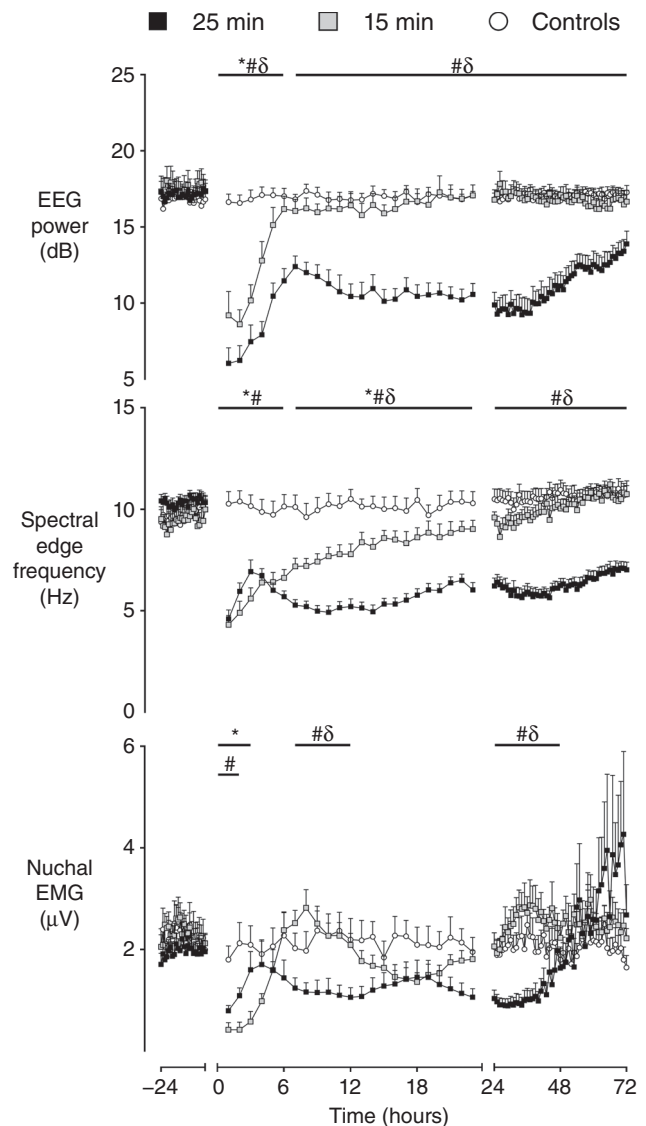 25 min 15 min Controls
*#δ #δ
25
20
15
10
5
EEG
power
(dB)
*# *#δ #δ
15
10
5
0
Spectral
edge
frequency
(Hz)
* #δ #δ
#
6
4
2
Nuchal
EMG
(μV)
−24 0 6 12 18 24 48 72
Time (hours)